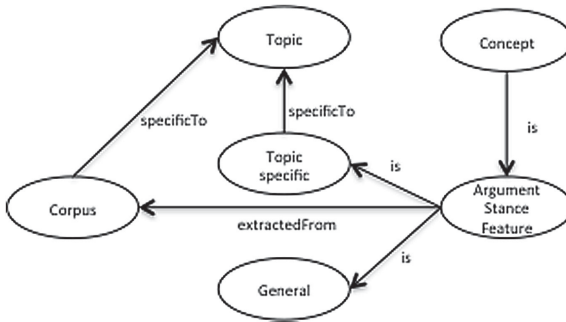 Topic
Concept
specificTo
specificTo
is
Topic
specific
is
Argument
Stance
Feature
Corpus
extractedFrom
is
General